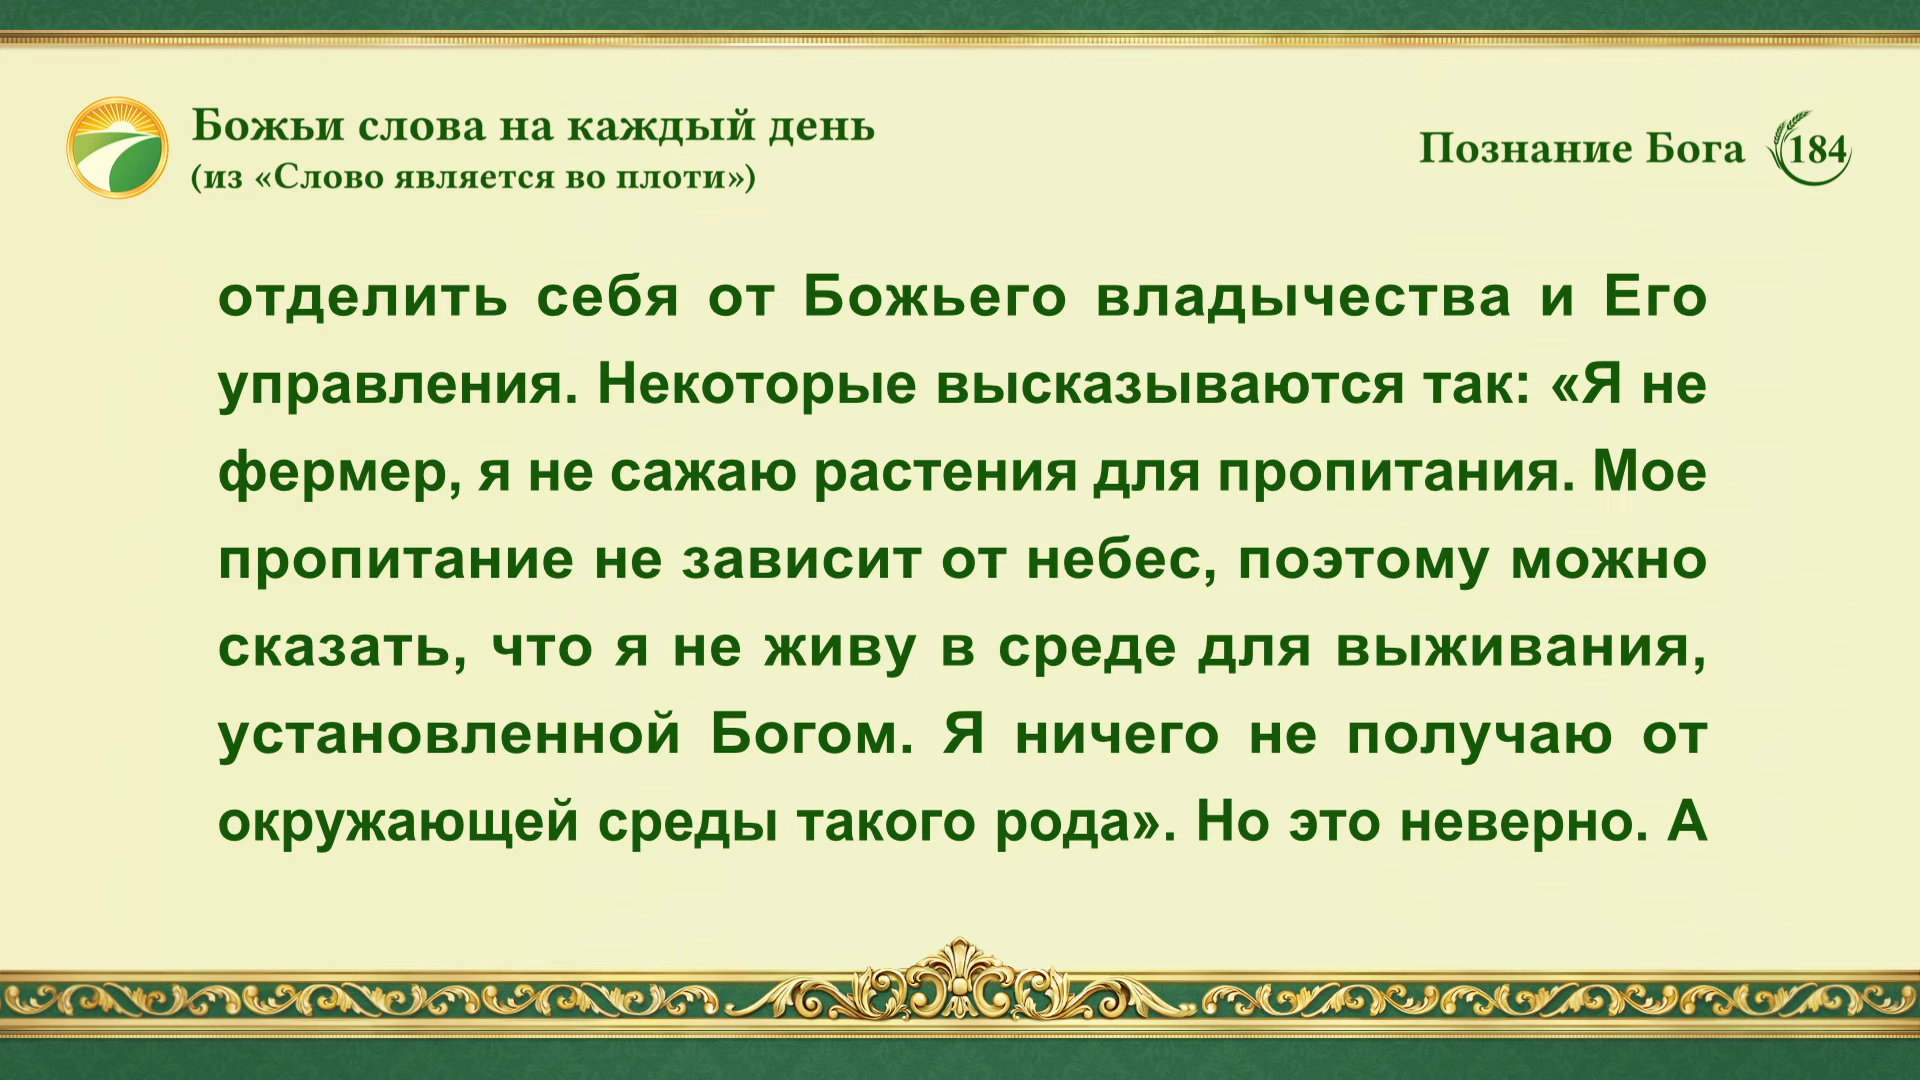 Божьи слова на каждый день
(из «Слово является во плоти»)
Познание Бога 184
отделить себя от Божьего владычества и Его
управления. Некоторые высказываются так: «Я не
фермер, я не сажаю растения для пропитания. Мое
пропитание не зависит от небес, поэтому можно
сказать, что я не живу в среде для выживания,
установленной Богом. Я ничего не получаю от
окружающей среды такого рода». Но это неверно. А